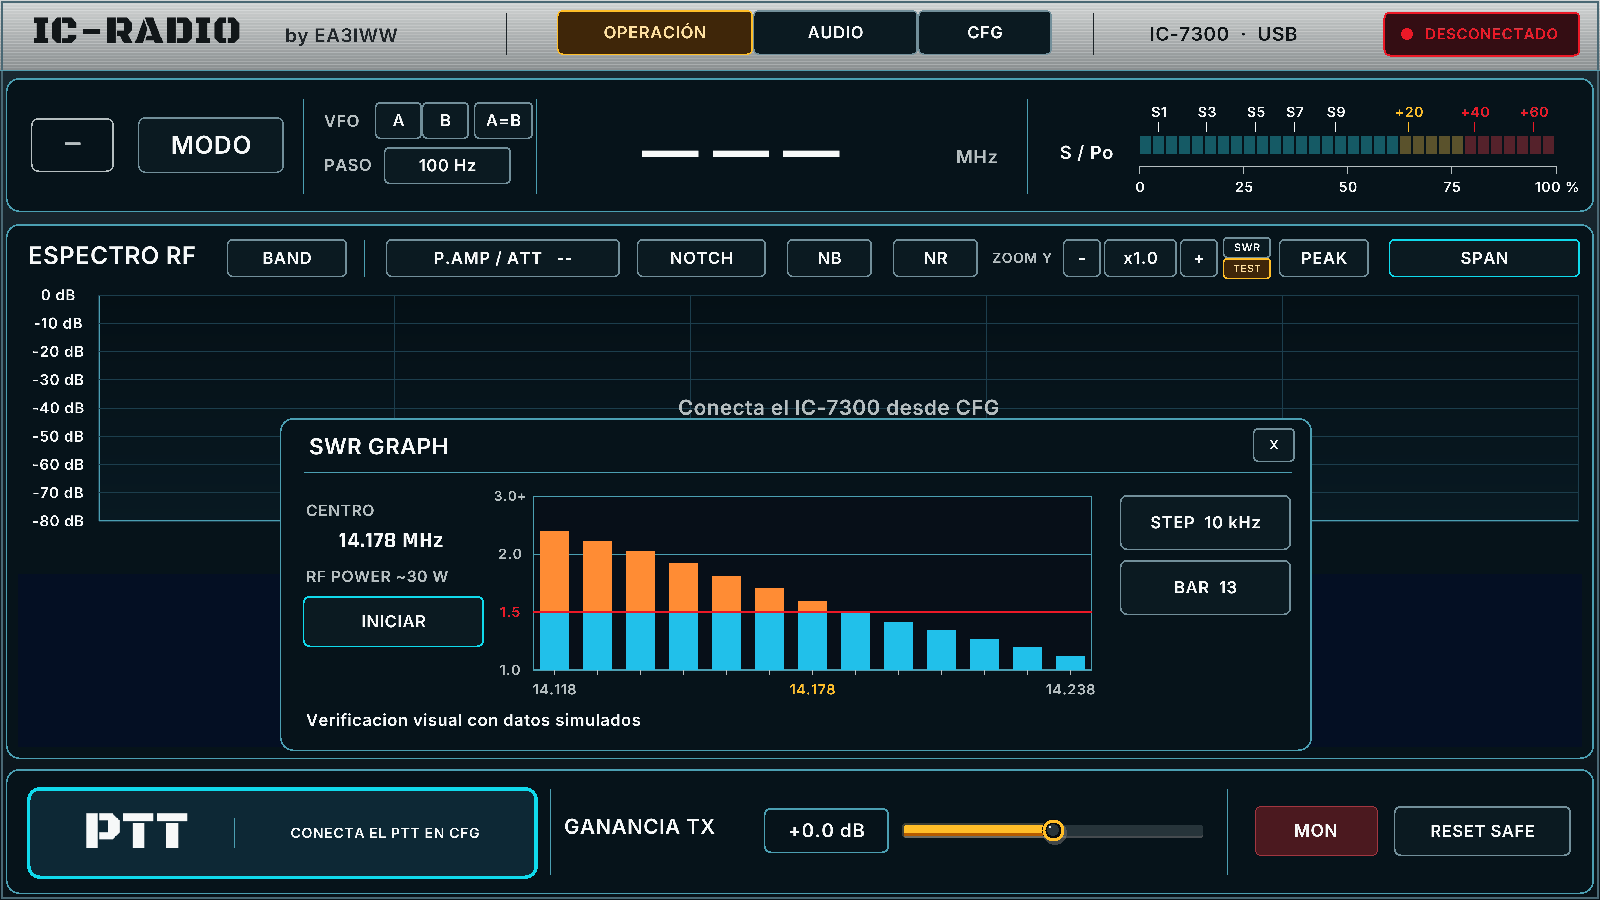 IC-RADIO by EA3IWW OPERACIÓN AUDIO CFG IC-7300 · USB DESCONECTADO
— MODO
VFO A B A=B
PASO 100 Hz
— — — MHz
S / Po
S1 S3 S5 S7 S9 +20 +40 +60
0 25 50 75 100 %
ESPECTRO RF BAND P.AMP / ATT -- NOTCH NB NR ZOOM Y - x1.0 + SWR TEST PEAK SPAN
0 dB
-10 dB
-20 dB
-30 dB
-40 dB
-50 dB
-60 dB
-70 dB
-80 dB
Conecta el IC-7300 desde CFG
SWR GRAPH X
CENTRO
14.178 MHz
RF POWER ~30 W
INICIAR
3.0+
2.0
1.5
1.0
14.118 14.178 14.238
STEP 10 kHz
BAR 13
Verificacion visual con datos simulados
PTT CONECTA EL PTT EN CFG
GANANCIA TX +0.0 dB
MON RESET SAFE